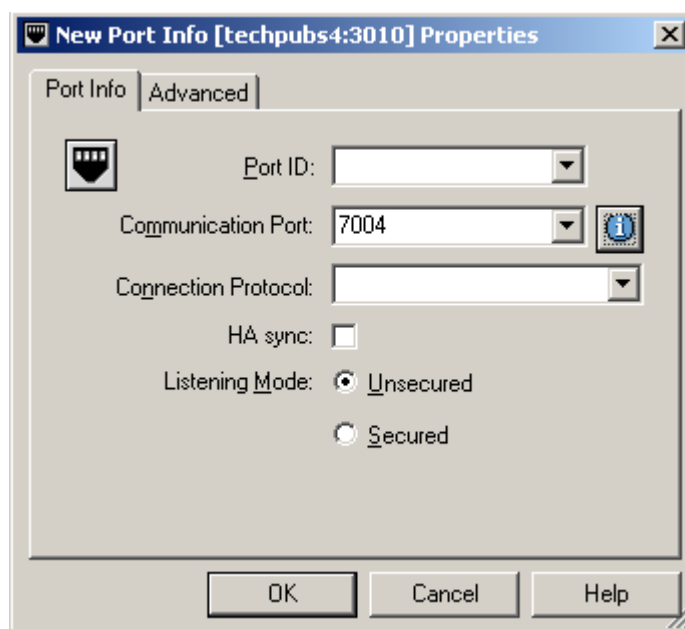 New Port Info [techpubs4:3010] Properties
Port Info Advanced
Port ID:
Communication Port: 7004
Connection Protocol:
HA sync:
Listening Mode: Unsecured
Secured
OK Cancel Help